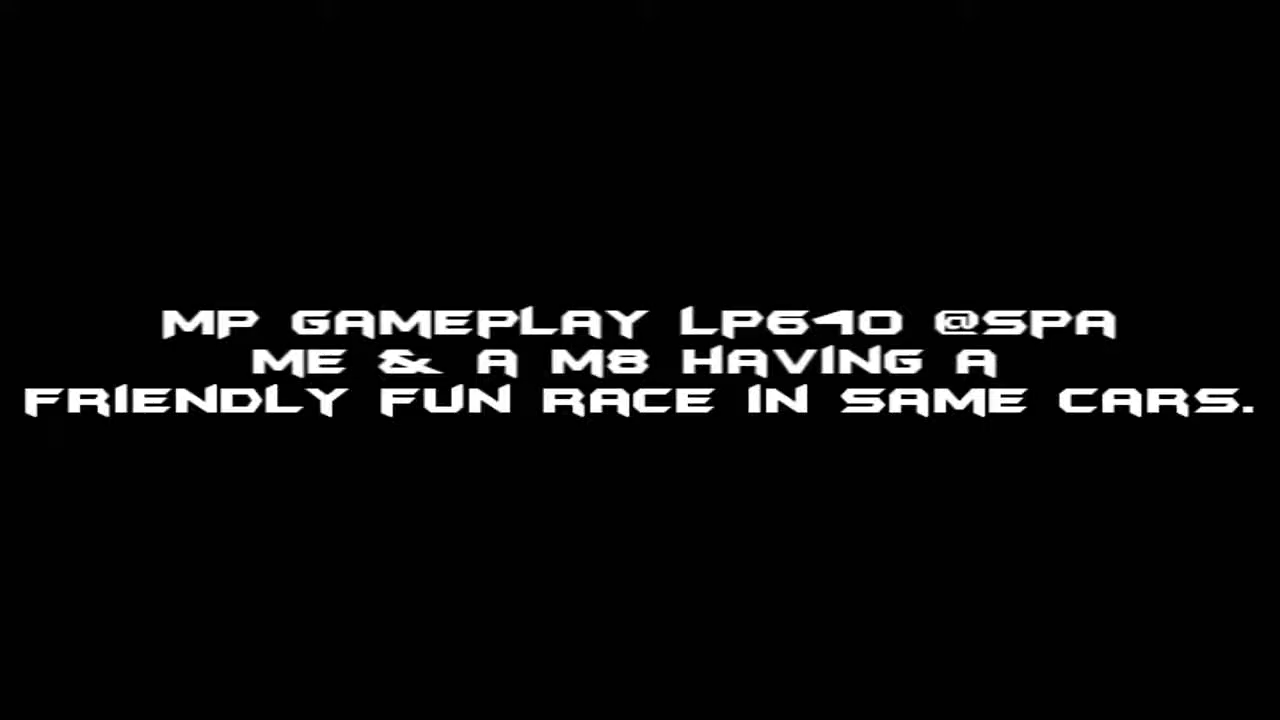 MP GAMEPLAY LP640 @SPA
ME & A M8 HAVING A
FRIENDLY FUN RACE IN SAME CARS.